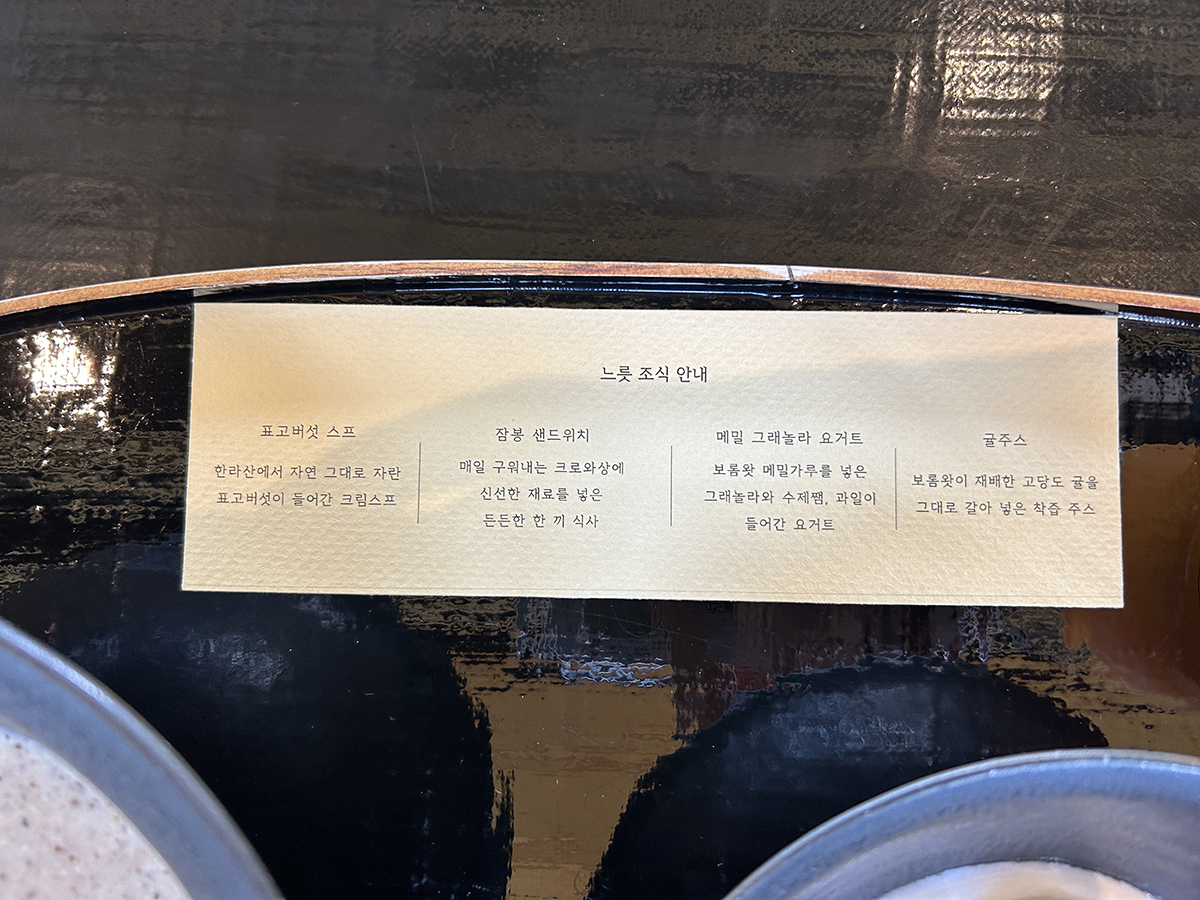 느릇 조식 안내
표고버섯 스프
한라산에서 자연 그대로 자란
표고버섯이 들어간 크림스프
잠봉 샌드위치
매일 구워내는 크로와상에
신선한 재료를 넣은
든든한 한 끼 식사
메밀 그래놀라 요거트
보롬왓 메밀가루를 넣은
그래놀라와 수제쨈, 과일이
들어간 요거트
귤주스
보롬왓이 재배한 고당도 귤을
그대로 갈아 넣은 착즙 주스